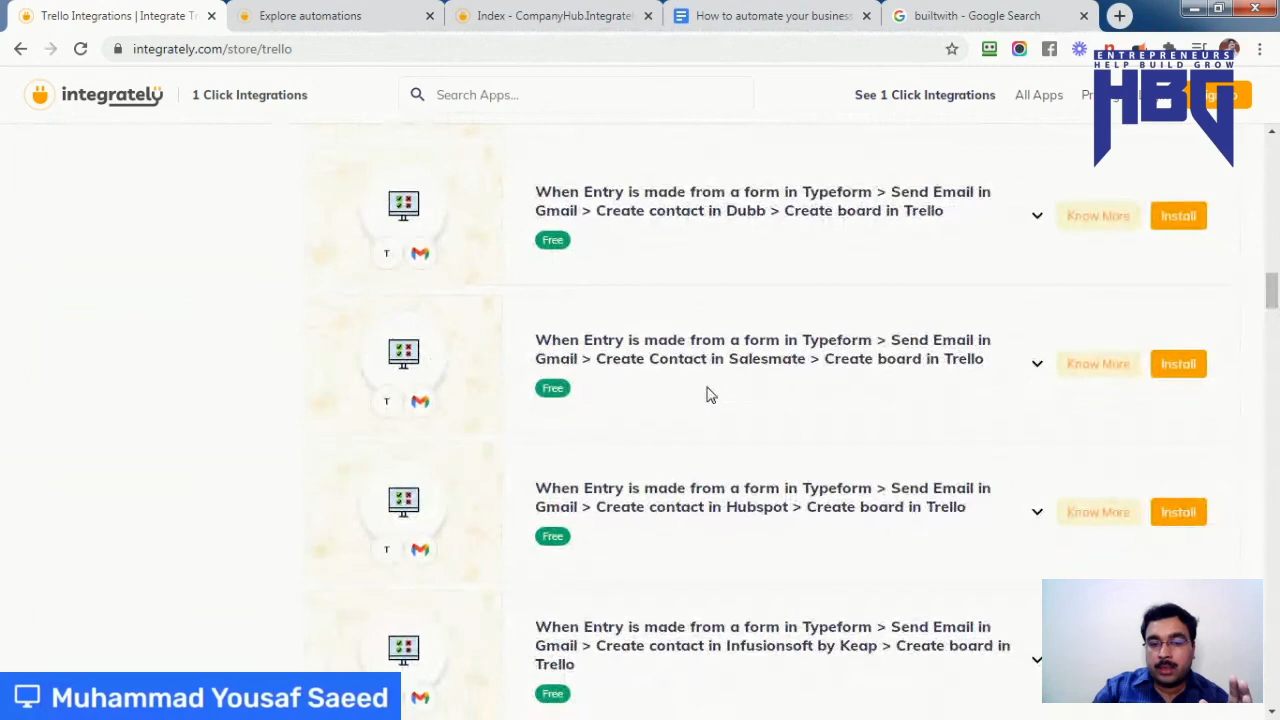 Trello Integrations | Integrate T
Explore automations
Index - CompanyHub.Integrate
How to automate your business
builtwith - Google Search
integrately.com/store/trello
integrately
1 Click Integrations
Search Apps...
See 1 Click Integrations
All Apps
ENTREPRENEURS
HELP BUILD GROW
HBG
When Entry is made from a form in Typeform > Send Email in
Gmail > Create contact in Dubb > Create board in Trello
Free
Know More
Install
When Entry is made from a form in Typeform > Send Email in
Gmail > Create Contact in Salesmate > Create board in Trello
Free
Know More
Install
When Entry is made from a form in Typeform > Send Email in
Gmail > Create contact in Hubspot > Create board in Trello
Free
Know More
Install
When Entry is made from a form in Typeform > Send Email in
Gmail > Create contact in Infusionsoft by Keap > Create board in
Trello
Free
Muhammad Yousaf Saeed